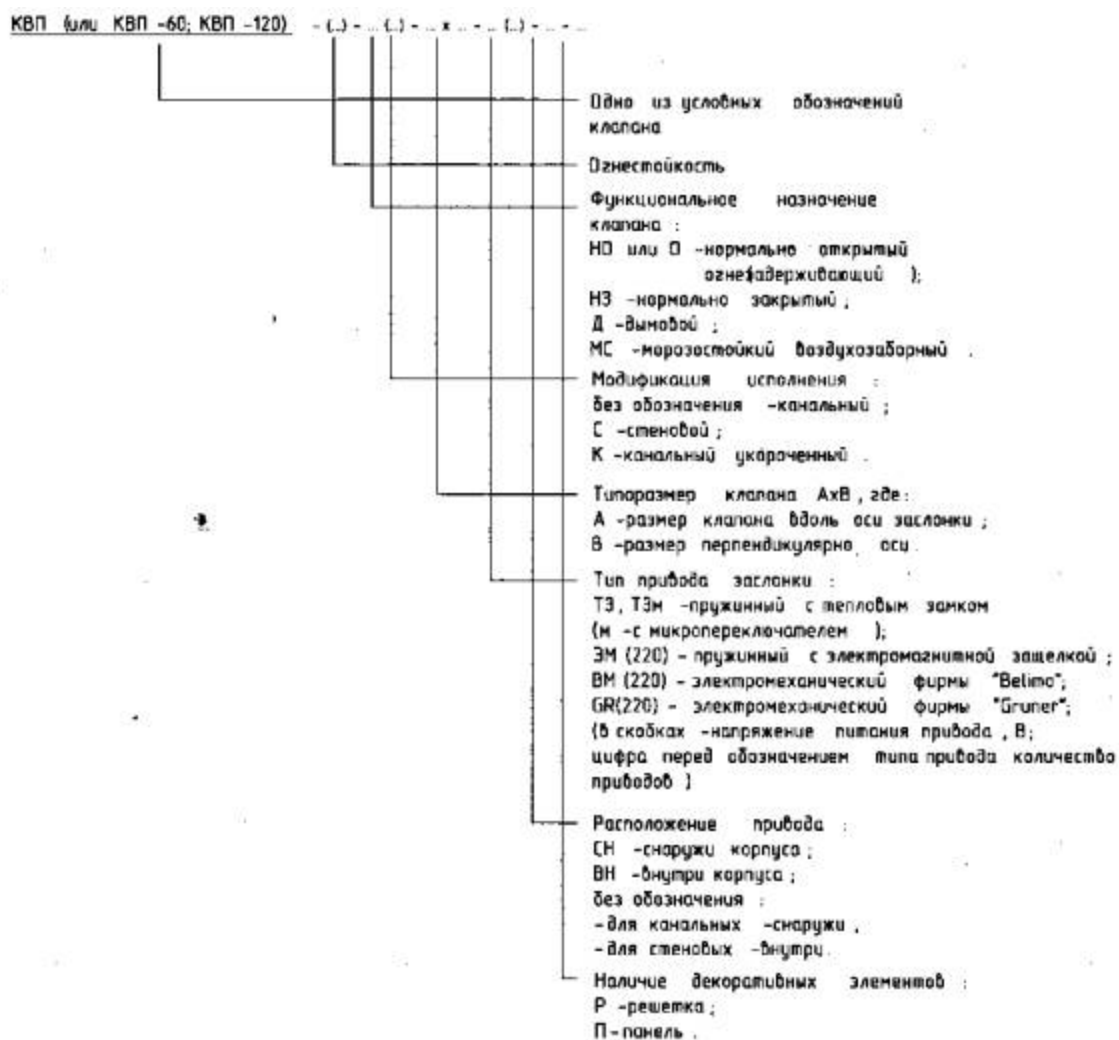 КВП (или КВП -60; КВП -120) - (..) - .. (..) - .. х .. - .. (..) - .. - ..
Одно из условных обозначений
клапана
Огнестойкость
Функциональное назначение
клапана :
НО или О -нормально открытый
огнезадерживающий );
НЗ -нормально закрытый ;
Д -дымовой ;
МС -морозостойкий воздухозаборный .
Модификация исполнения :
без обозначения -канальный ;
С -стеновой ;
К -канальный укороченный .
Типоразмер клапана АхВ , где :
А -размер клапана вдоль оси заслонки ;
В -размер перпендикулярно оси .
Тип привода заслонки :
ТЗ , ТЗм -пружинный с тепловым замком
(м -с микропереключателем );
ЭМ (220) - пружинный с электромагнитной защелкой ;
ВМ (220) - электромеханический фирмы "Belimo";
GR(220) - электромеханический фирмы "Gruner";
(в скобках -напряжение питания привода , В;
цифра перед обозначением типа привода количество
приводов )
Расположение привода :
СН -снаружи корпуса ;
ВН -внутри корпуса ;
без обозначения :
-для канальных -снаружи ,
-для стеновых -внутри .
Наличие декоративных элементов :
Р -решетка ;
П -панель .